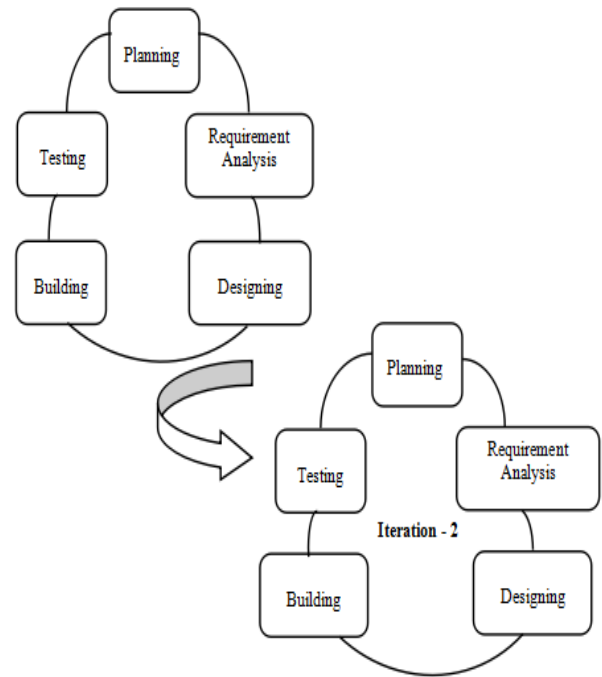 Planning
Testing
Requirement
Analysis
Building
Designing
Planning
Testing
Requirement
Analysis
Iteration - 2
Building
Designing